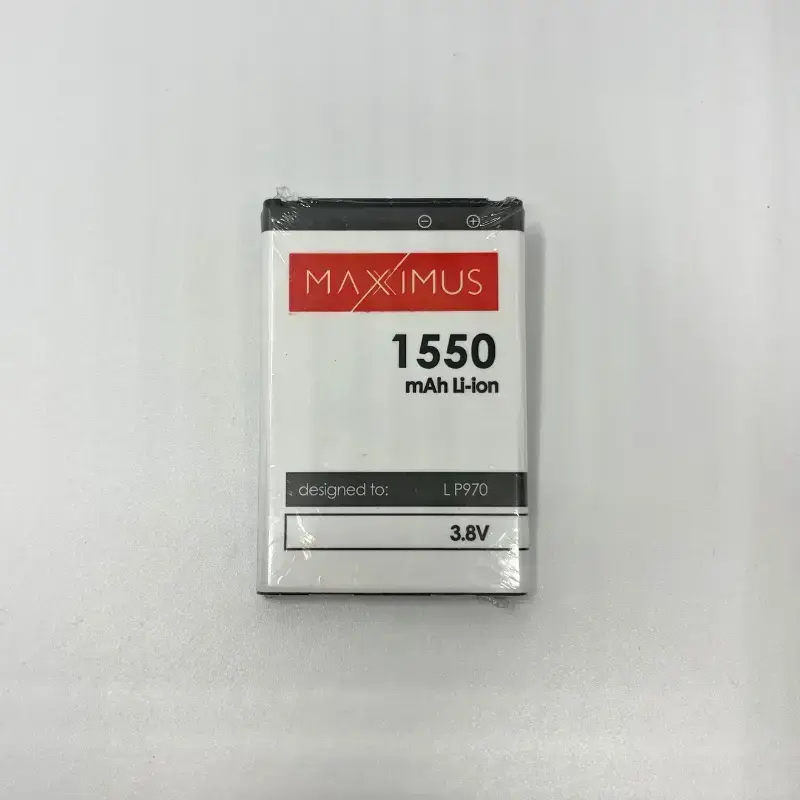 ⊖ ⊕
MAXXIMUS
1550
mAh Li-ion
designed to: L P970
3.8V